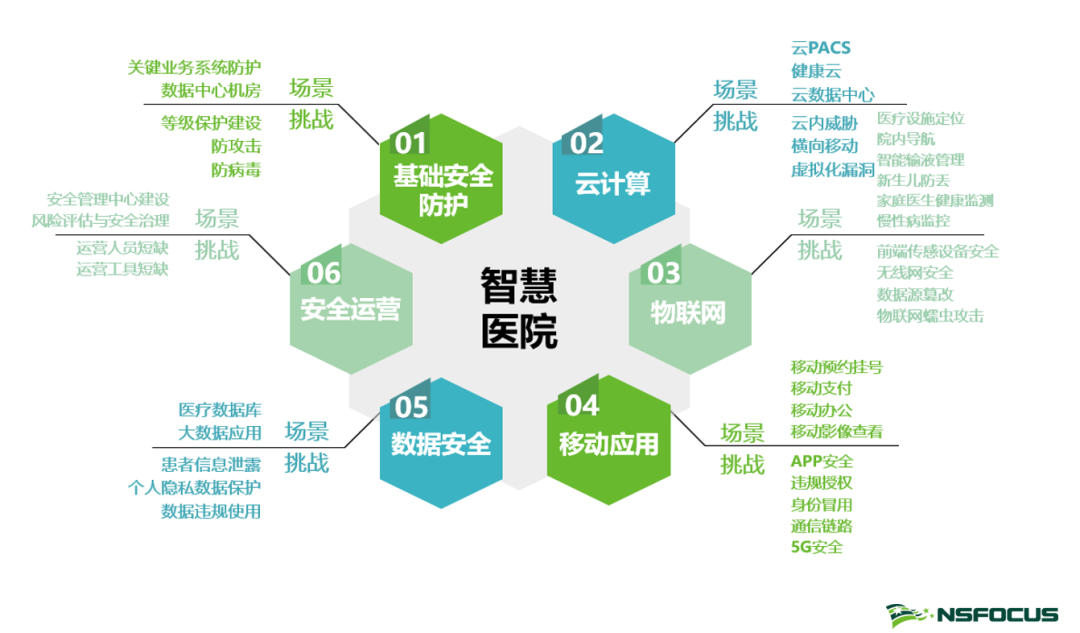 关键业务系统防护
数据中心机房
场景
挑战
等级保护建设
防攻击
防病毒
01
基础安全
防护
云PACS
健康云
云数据中心
场景
挑战
云内威胁
横向移动
虚拟化漏洞
02
云计算
医疗设施定位
院内导航
智能输液管理
新生儿防丢
家庭医生健康监测
慢性病监控
场景
挑战
前端传感设备安全
无线网安全
数据源篡改
物联网蠕虫攻击
03
物联网
安全管理中心建设
风险评估与安全治理
场景
挑战
运营人员短缺
运营工具短缺
06
安全运营
智慧
医院
医疗数据库
大数据应用
场景
挑战
患者信息泄露
个人隐私数据保护
数据违规使用
05
数据安全
04
移动应用
移动预约挂号
移动支付
移动办公
移动影像查看
场景
挑战
APP安全
违规授权
身份冒用
通信链路
5G安全
NSFOCUS